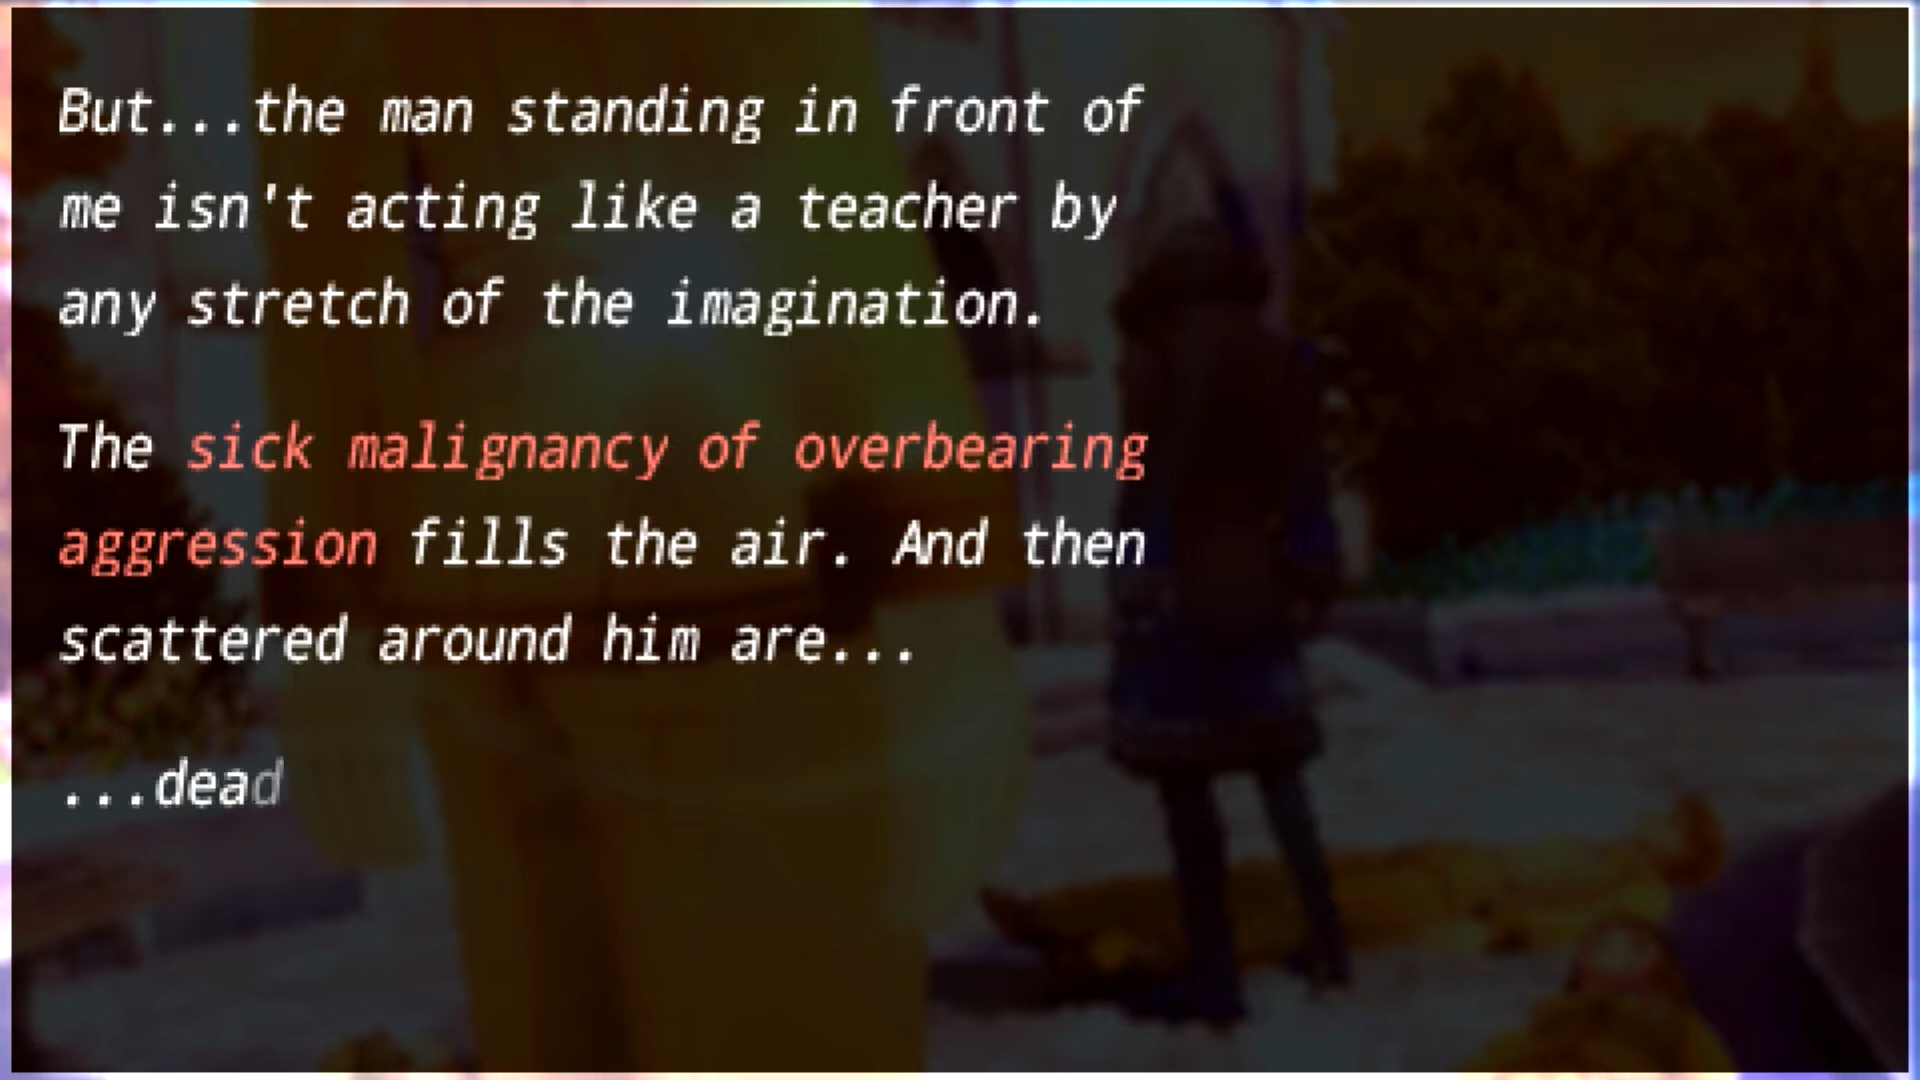 But...the man standing in front of
me isn't acting like a teacher by
any stretch of the imagination.
The sick malignancy of overbearing
aggression fills the air. And then
scattered around him are...
...dead